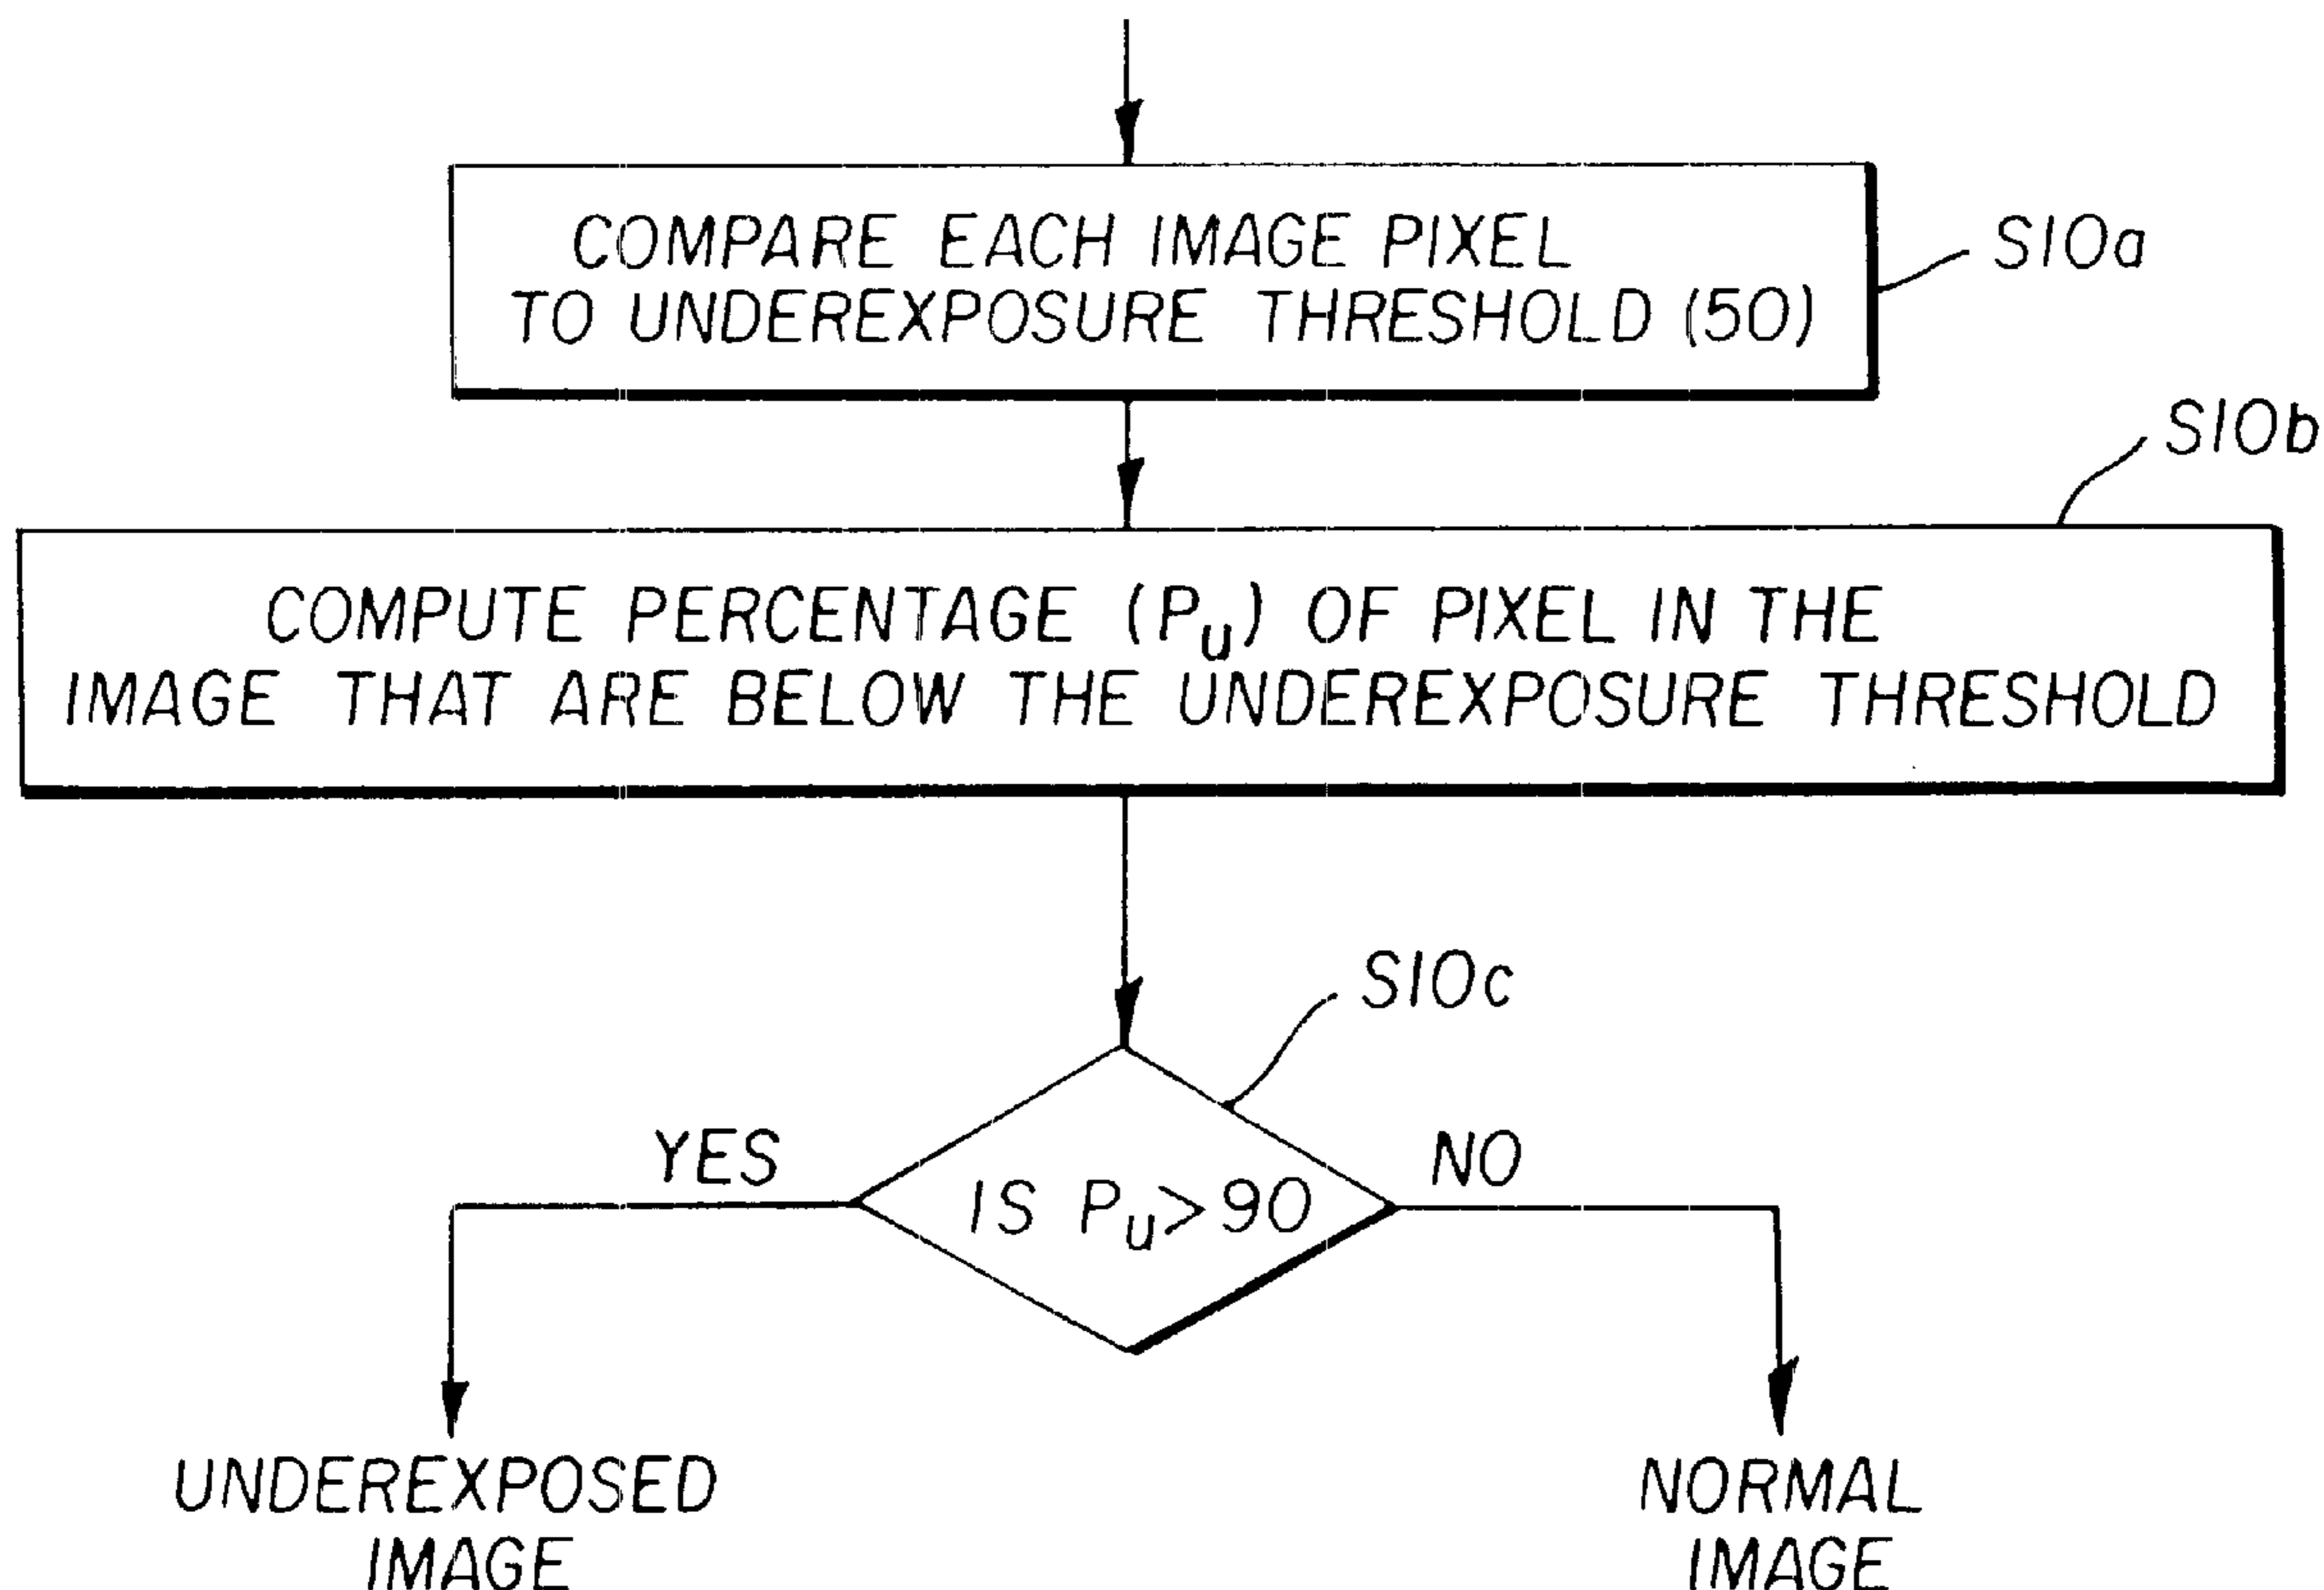 COMPARE EACH IMAGE PIXEL
TO UNDEREXPOSURE THRESHOLD (50)
S10a
S10b
COMPUTE PERCENTAGE (PU) OF PIXEL IN THE
IMAGE THAT ARE BELOW THE UNDEREXPOSURE THRESHOLD
S10c
YES
IS PU>90
NO
UNDEREXPOSED
IMAGE
NORMAL
IMAGE